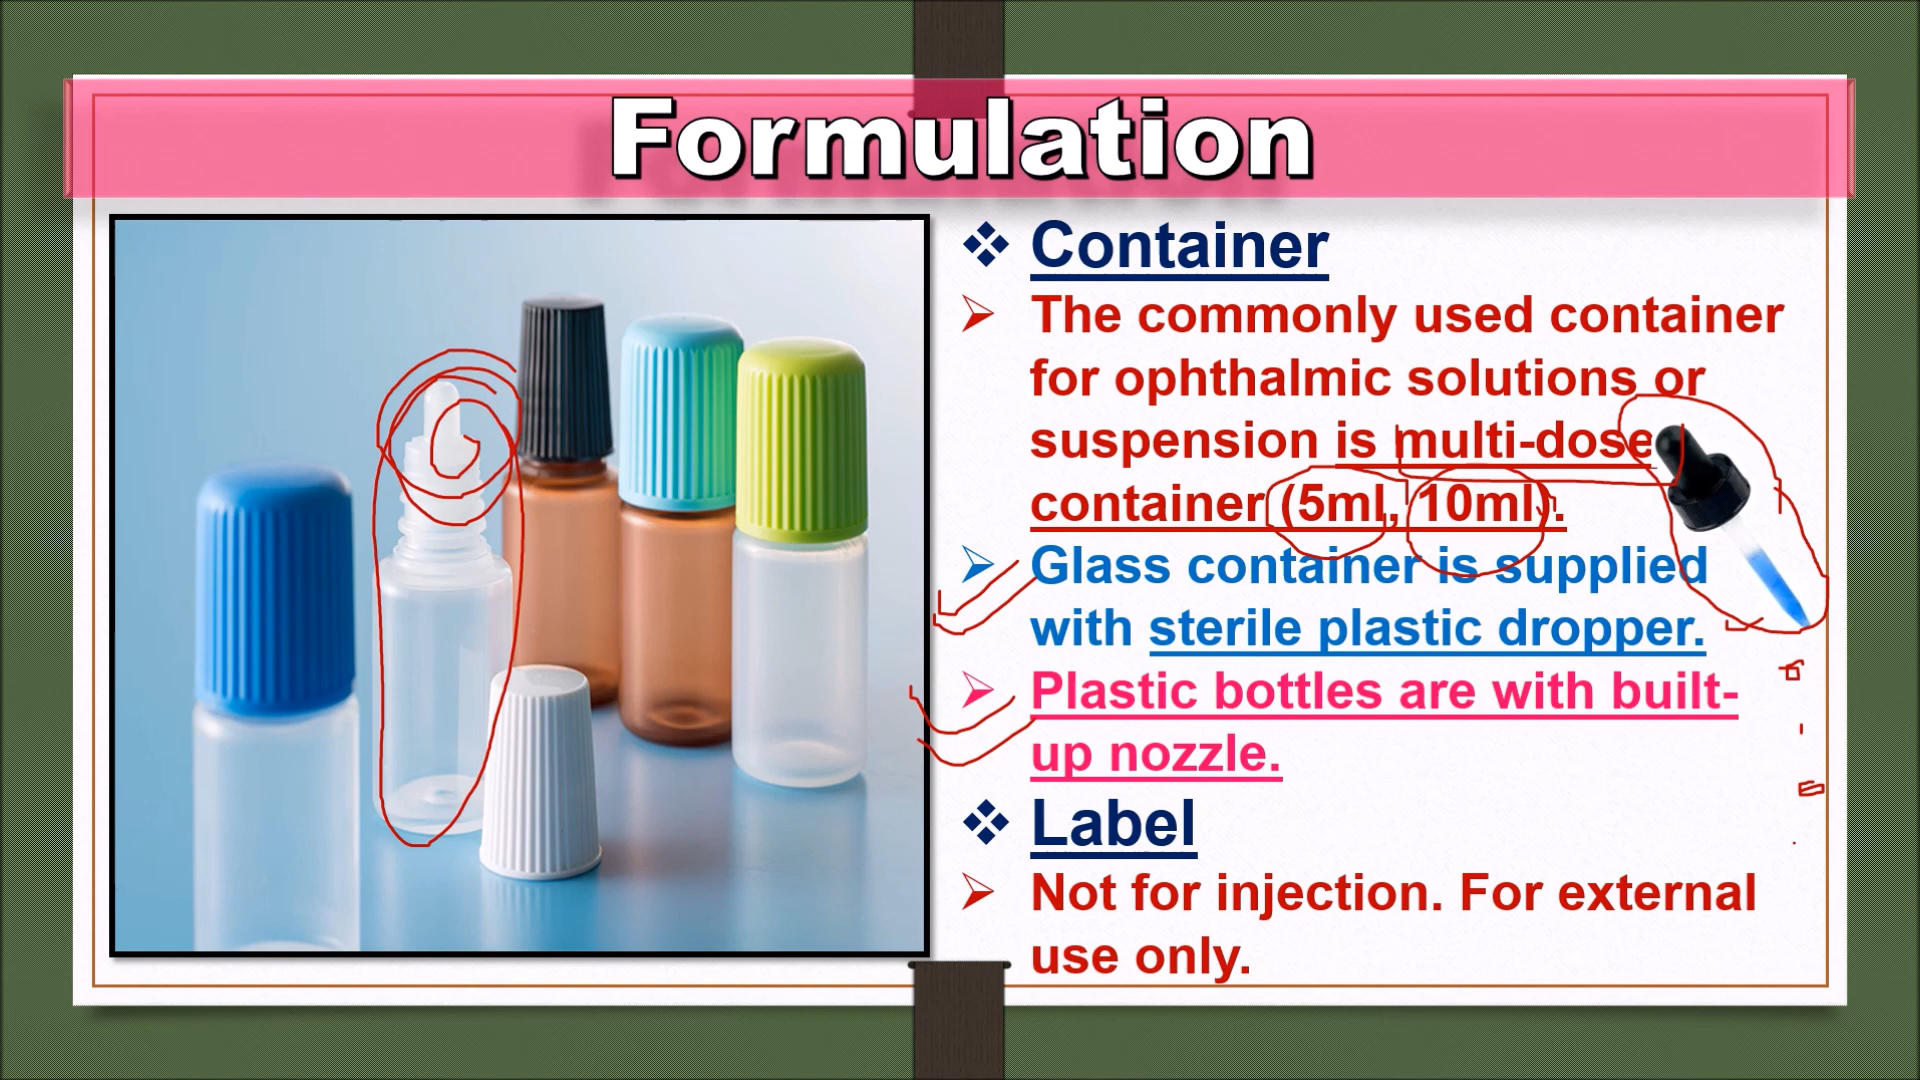 Formulation
Container
The commonly used container
for ophthalmic solutions or
suspension is multi-dose
container (5ml, 10ml).
Glass container is supplied
with sterile plastic dropper.
Plastic bottles are with built-
up nozzle.
Label
Not for injection. For external
use only.